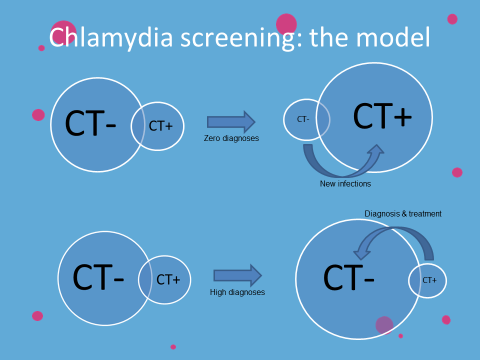 Chlamydia screening: the model
CT-
CT+
Zero diagnoses
CT-
CT+
New infections
CT-
CT+
High diagnoses
Diagnosis & treatment
CT-
CT+